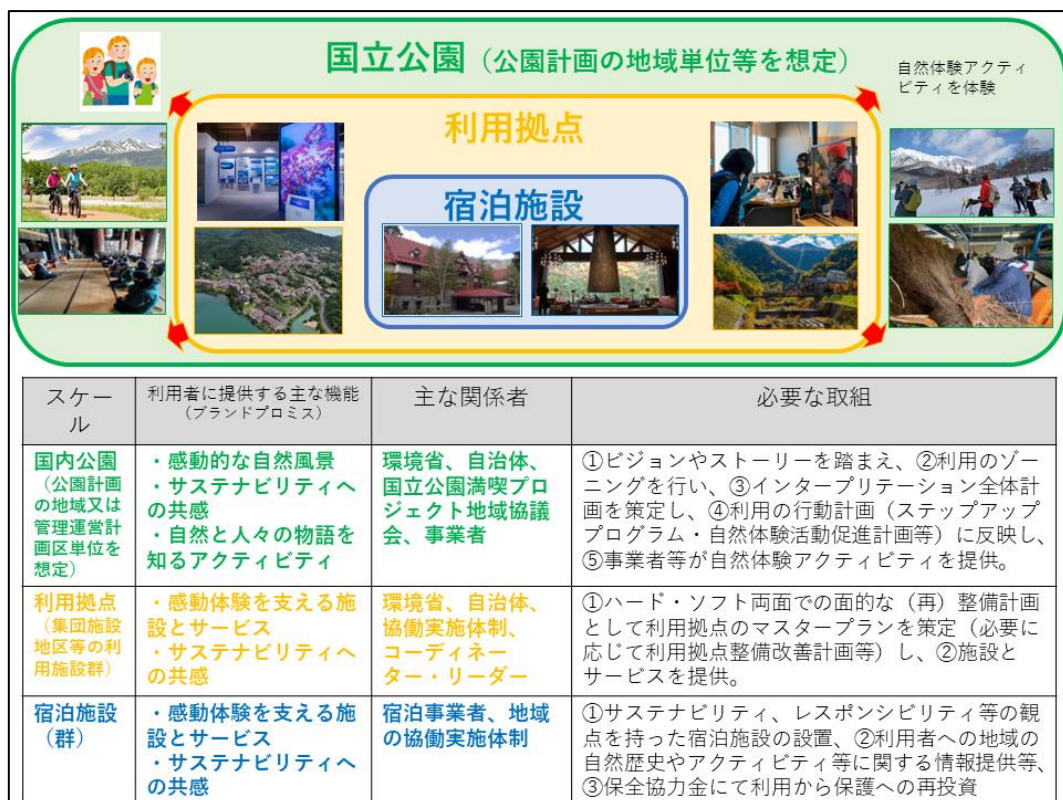 国立公園（公園計画の地域単位等を想定）
自然体験アクティ
ビティを体験
利用拠点
宿泊施設
スケー
ル
利用者に提供する主な機能
（ブランドプロミス）
主な関係者
必要な取組
国内公園
（公園計画
の地域又は
管理運営計
画区単位を
想定）
・感動的な自然風景
・サステナビリティへ
の共感
・自然と人々の物語を
知るアクティビティ
環境省、自治体、
国立公園満喫プロ
ジェクト地域協議
会、事業者
①ビジョンやストーリーを踏まえ、②利用のゾー
ニングを行い、③インタープリテーション全体計
画を策定し、④利用の行動計画（ステップアップ
プログラム・自然体験活動促進計画等）に反映し、
⑤事業者等が自然体験アクティビティを提供。
利用拠点
（集団施設
地区等の利
用施設群）
・感動体験を支える施
設とサービス
・サステナビリティへ
の共感
環境省、自治体、
協働実施体制、
コーディネー
ター・リーダー
①ハード・ソフト両面での面的な（再）整備計画
として利用拠点のマスタープランを策定（必要に
応じて利用拠点整備改善計画等）し、②施設と
サービスを提供。
宿泊施設
（群）
・感動体験を支える施
設とサービス
・サステナビリティへ
の共感
宿泊事業者、地域
の協働実施体制
①サステナビリティ、レスポンシビリティ等の観
点を持った宿泊施設の設置、②利用者への地域の
自然歴史やアクティビティ等に関する情報提供等、
③保全協力金にて利用から保護への再投資